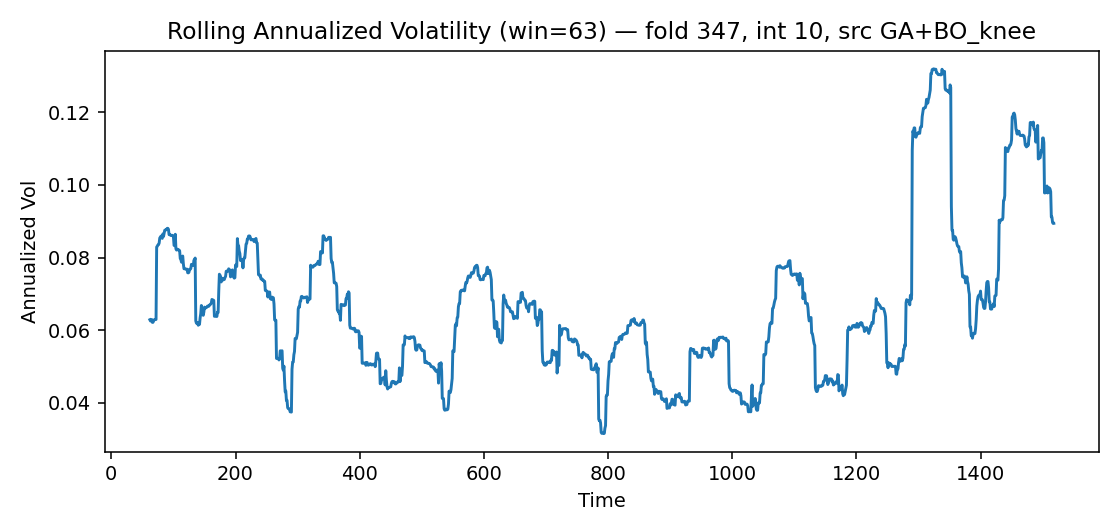 Rolling Annualized Volatility (win=63) — fold 347, int 10, src GA+BO_knee
Annualized Vol
0.12
0.10
0.08
0.06
0.04
0 200 400 600 800 1000 1200 1400
Time